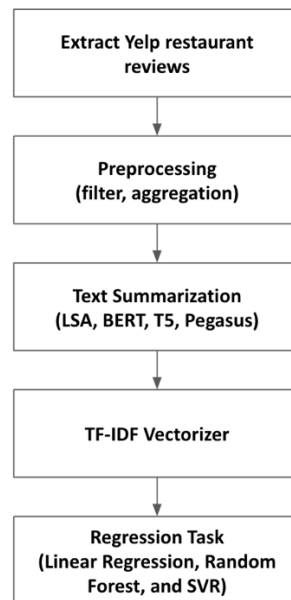 Extract Yelp restaurant
reviews
Preprocessing
(filter, aggregation)
Text Summarization
(LSA, BERT, T5, Pegasus)
TF-IDF Vectorizer
Regression Task
(Linear Regression, Random
Forest, and SVR)